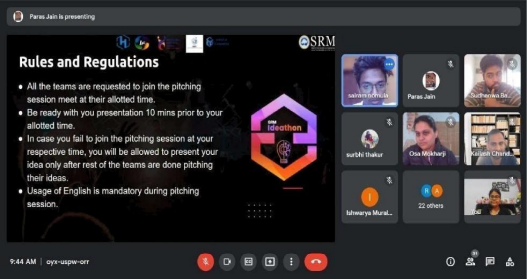 Paras Jain is presenting
SRM
Rules and Regulations
All the teams are requested to join the pitching
session meet at their allotted time.
Be ready with you presentation 10 mins prior to your
allotted time.
In case you fail to join the pitching session at your
respective time, you will be allowed to present your
idea only after rest of the teams are done pitching
their ideas.
Usage of English is mandatory during pitching
session.
SRM
Ideathon
Paras Jain
surbhi thakur
Osa Mojkharji
Kailash Chand...
Ishwarya Mural...
R A
22 others
9:44 AM | oyx-uspw-orr